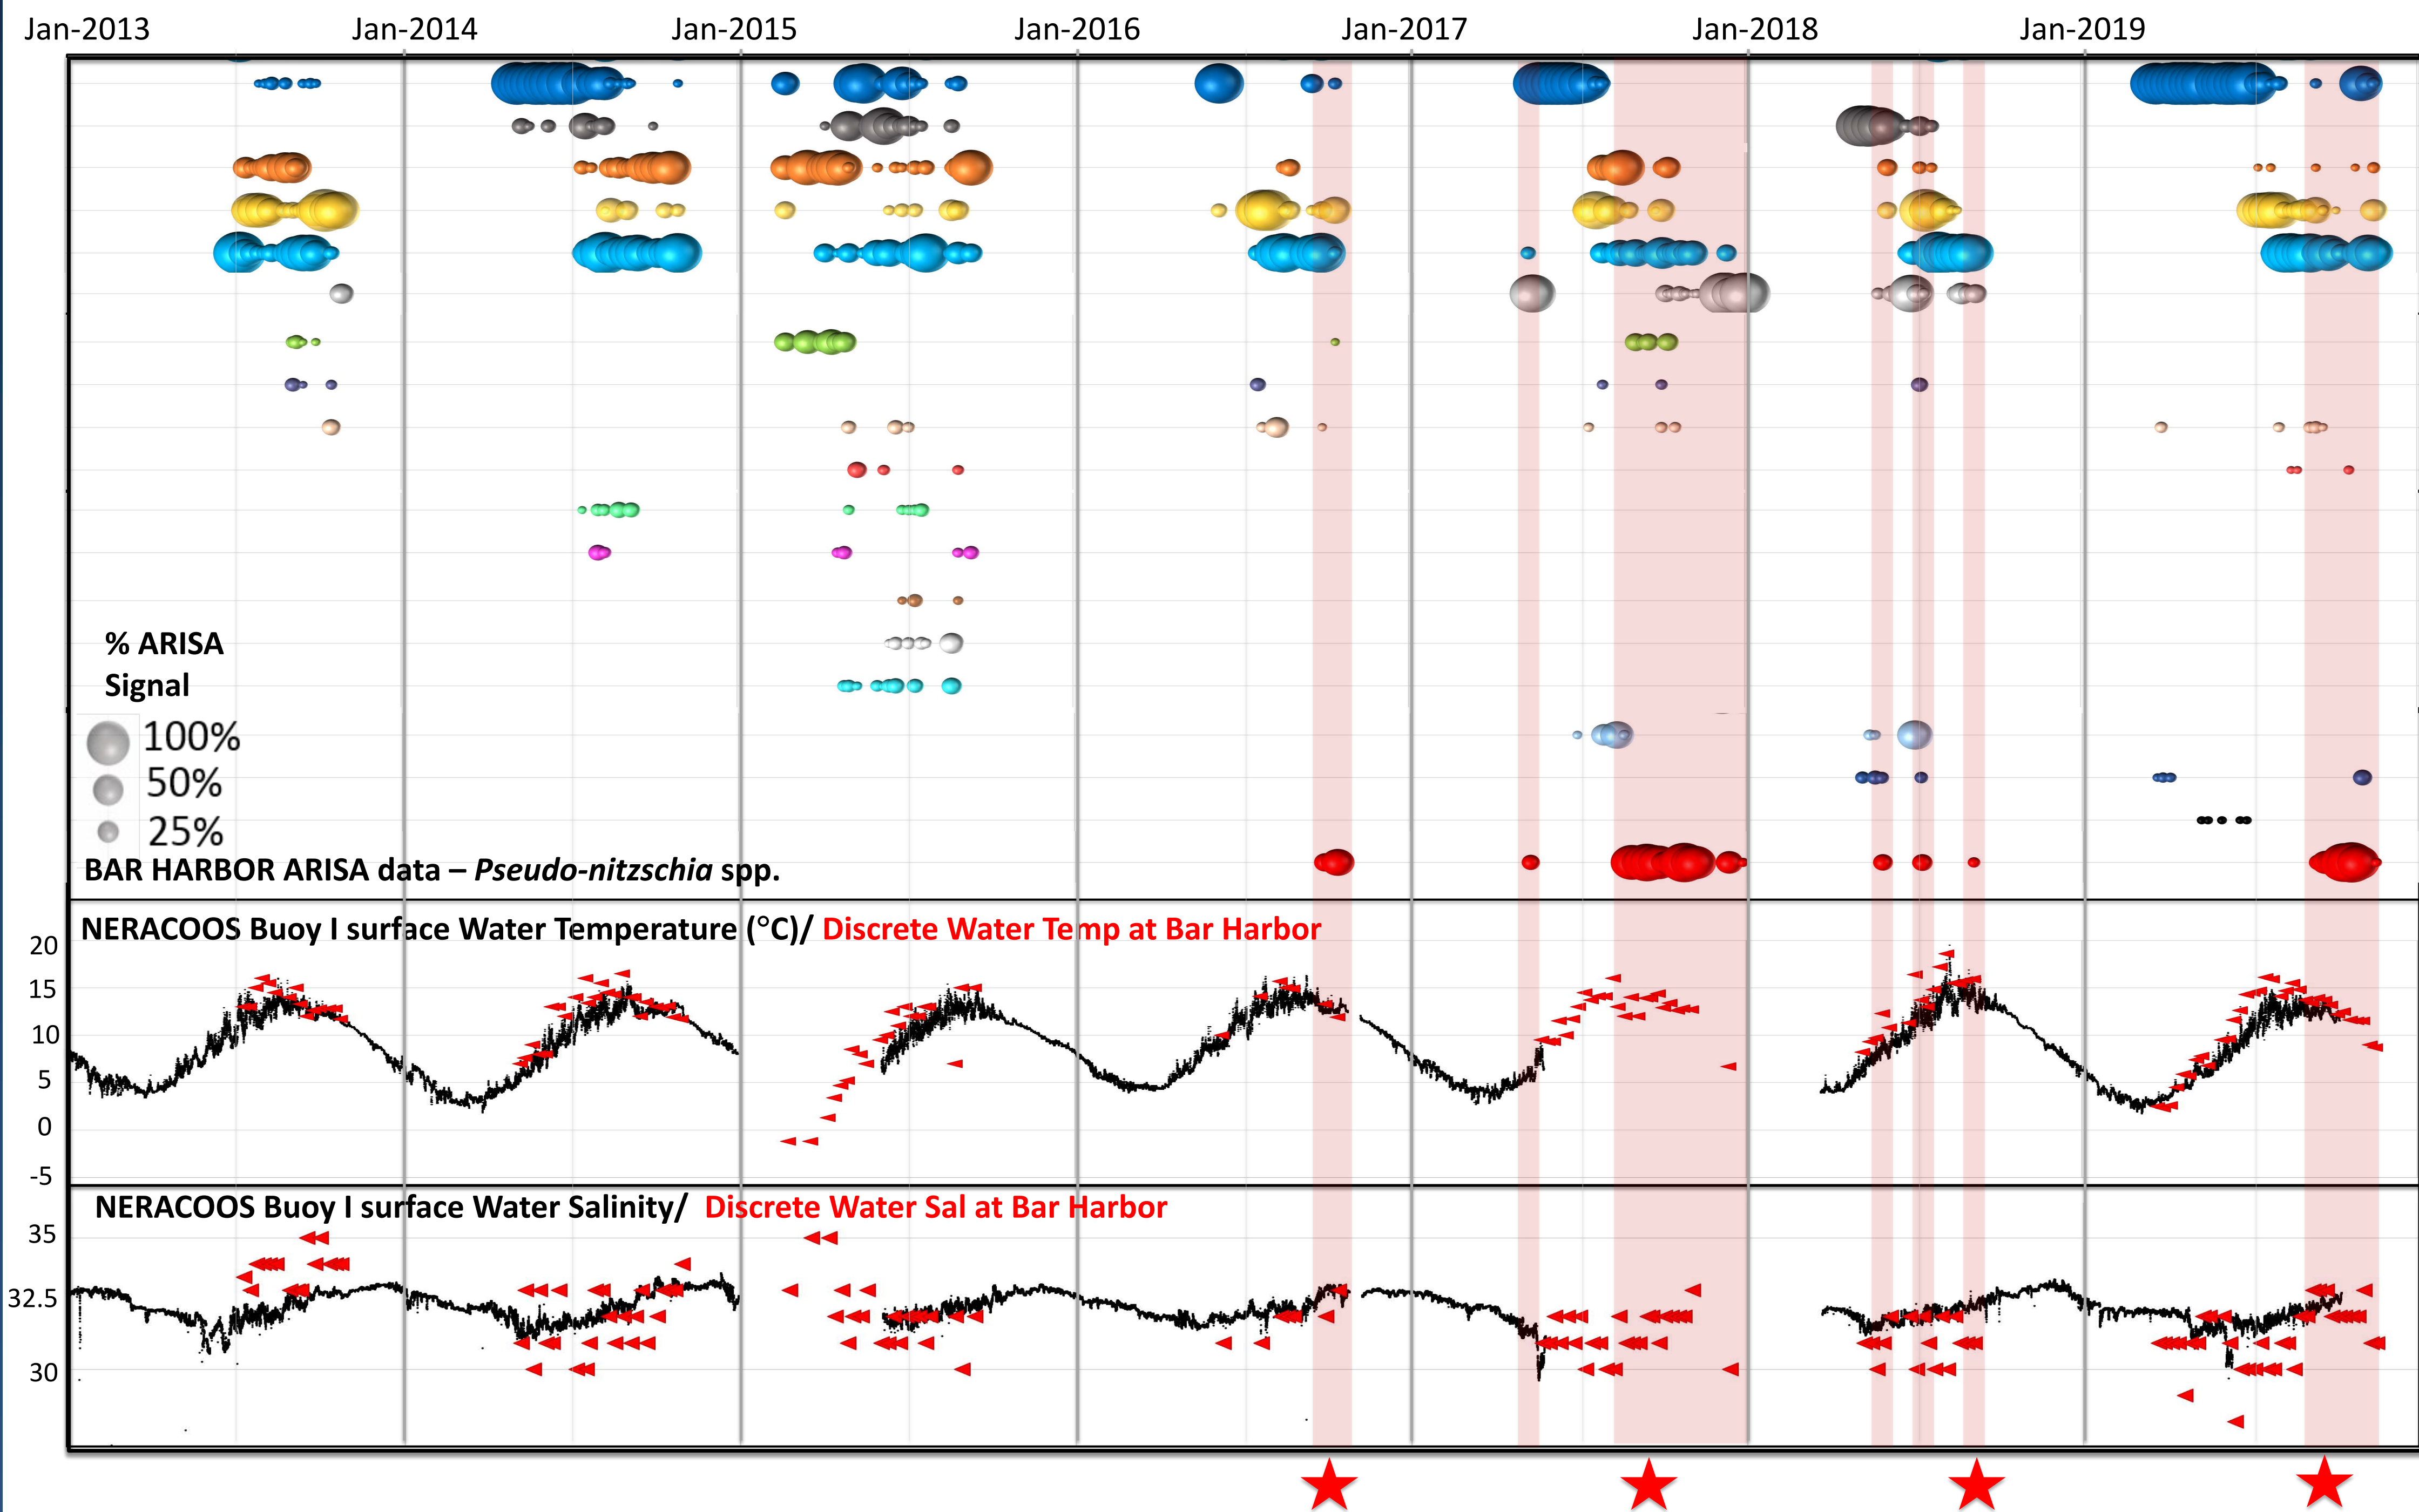 Jan-2013 Jan-2014 Jan-2015 Jan-2016 Jan-2017 Jan-2018 Jan-2019
% ARISA
Signal
100%
50%
25%
BAR HARBOR ARISA data – Pseudo-nitzschia spp.
NERACOOS Buoy I surface Water Temperature (°C)/ Discrete Water Temp at Bar Harbor
20
15
10
5
0
-5
NERACOOS Buoy I surface Water Salinity/ Discrete Water Sal at Bar Harbor
35
32.5
30